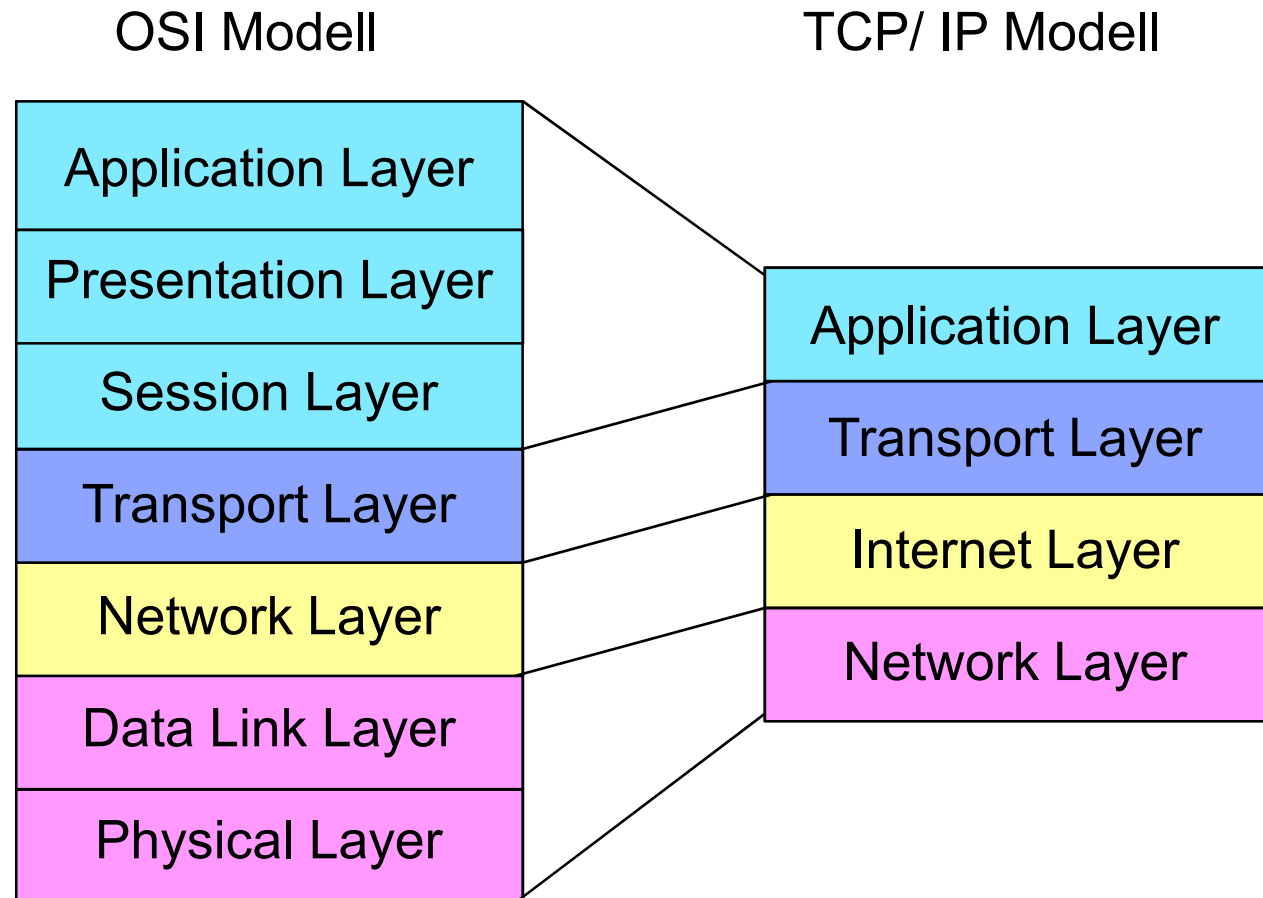 OSI Modell
TCP/ IP Modell
Application Layer
Presentation Layer
Session Layer
Transport Layer
Network Layer
Data Link Layer
Physical Layer
Application Layer
Transport Layer
Internet Layer
Network Layer